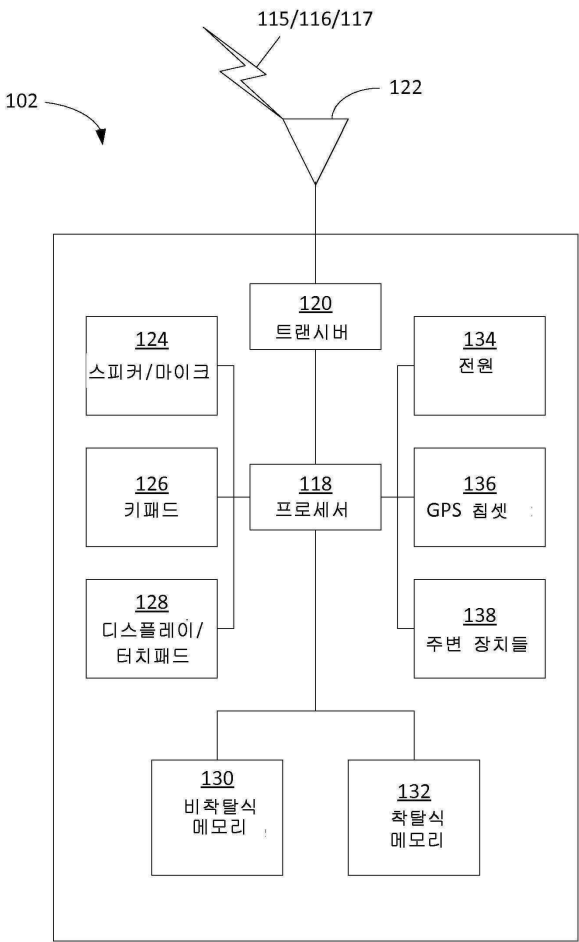 115/116/117
122
102
120
트랜시버
124
스피커/마이크
134
전원
126
키패드
118
프로세서
136
GPS 칩셋
128
디스플레이/
터치패드
138
주변 장치들
130
비착탈식
메모리
132
착탈식
메모리